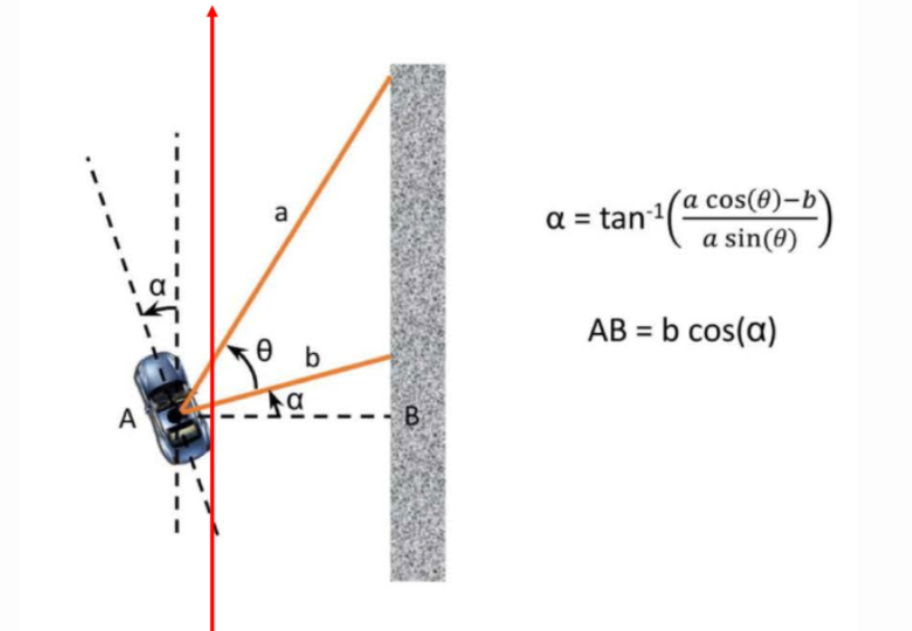 a
α
θ
b
α
A
B
α = tan⁻¹(a cos(θ)−b / a sin(θ))
AB = b cos(α)